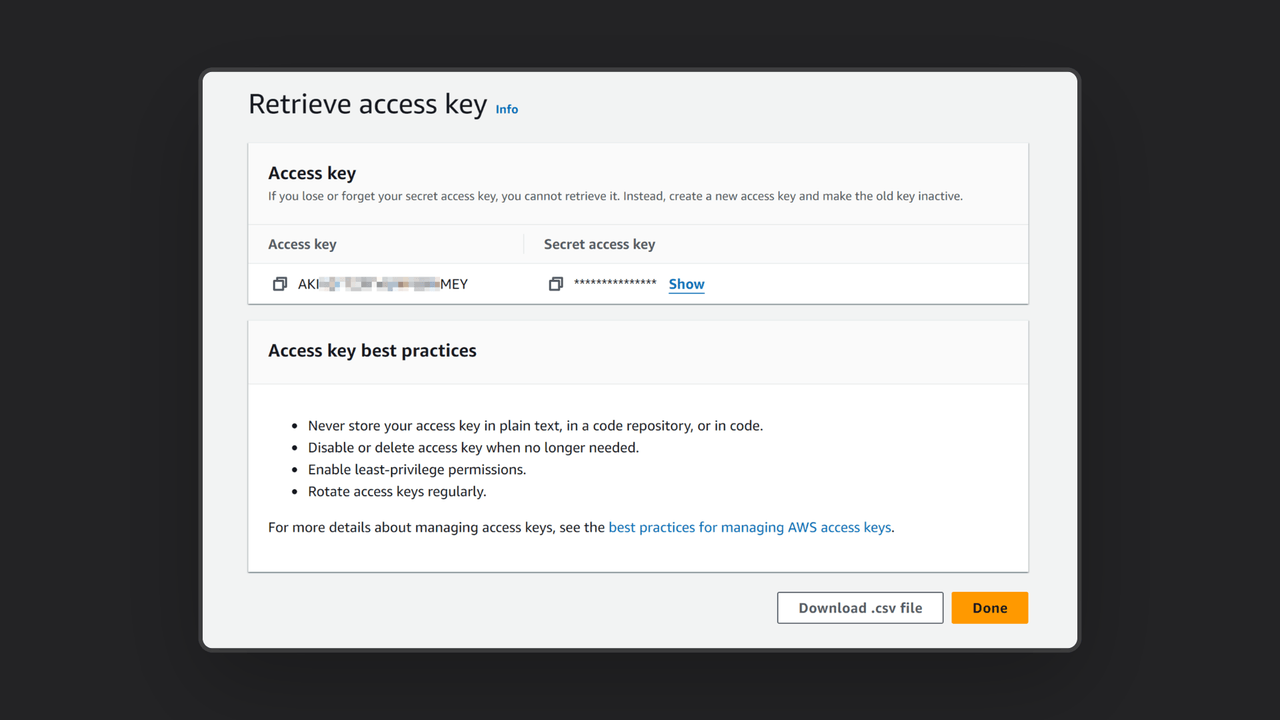 Retrieve access key Info
Access key
If you lose or forget your secret access key, you cannot retrieve it. Instead, create a new access key and make the old key inactive.
Access key Secret access key
AKI MEY *************** Show
Access key best practices
• Never store your access key in plain text, in a code repository, or in code.
• Disable or delete access key when no longer needed.
• Enable least-privilege permissions.
• Rotate access keys regularly.
For more details about managing access keys, see the best practices for managing AWS access keys.
Download .csv file Done